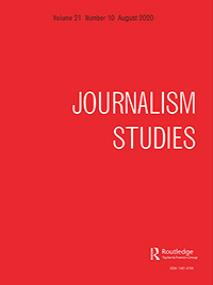 Volume 21 Number 10 August 2020
JOURNALISM
STUDIES
R
Routledge
Taylor & Francis Group